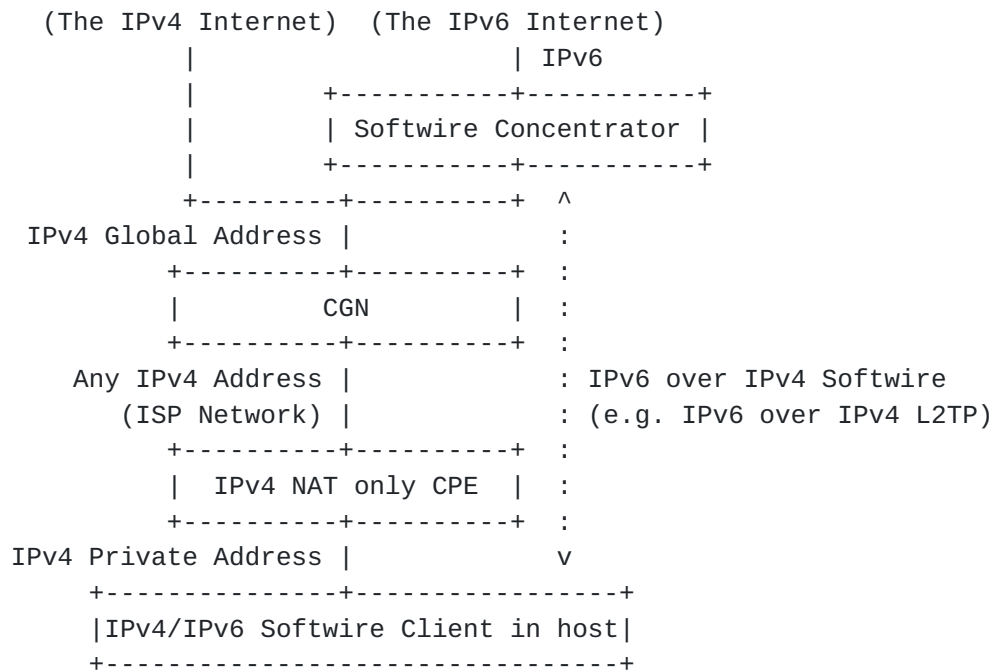 (The IPv4 Internet)  (The IPv6 Internet)
| IPv6
Softwire Concentrator
IPv4 Global Address
CGN
Any IPv4 Address
: IPv6 over IPv4 Softwire
(ISP Network)
: (e.g. IPv6 over IPv4 L2TP)
IPv4 NAT only CPE
IPv4 Private Address
v
IPv4/IPv6 Softwire Client in host